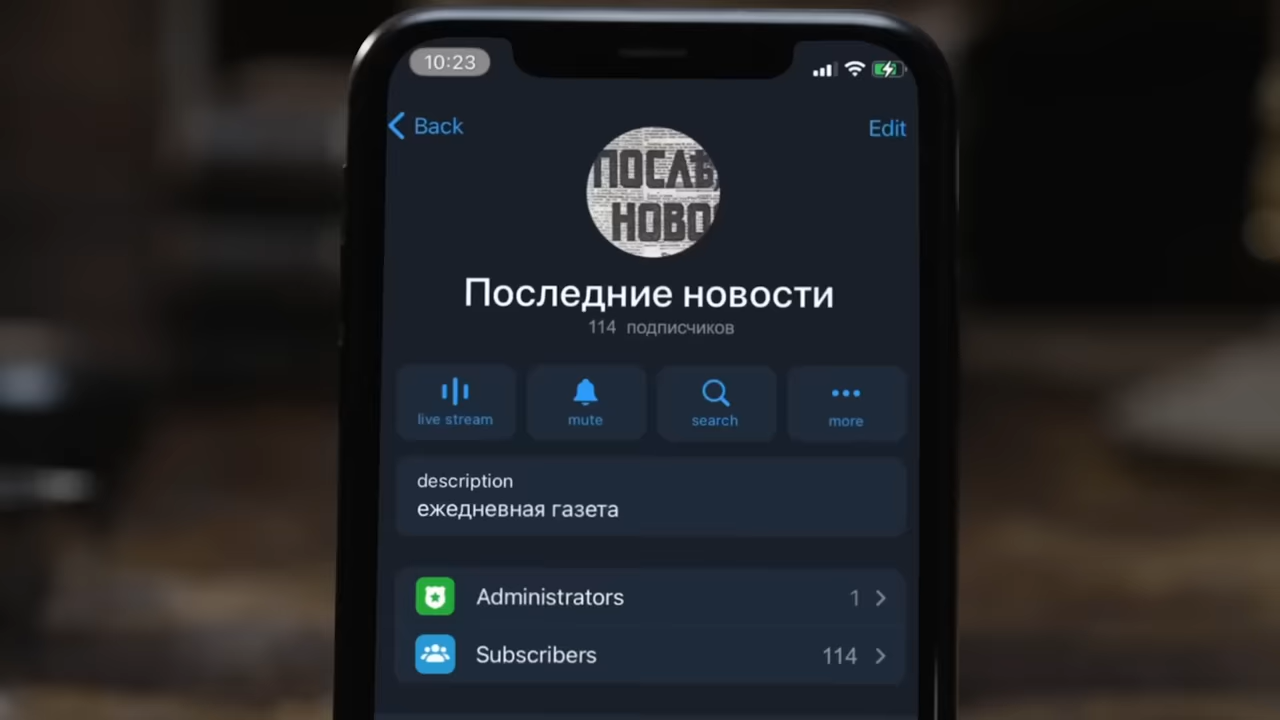 10:23
Back
Edit
ПОСЛѢ
НОВО
Последние новости
114 подписчиков
live stream
mute
search
more
description
ежедневная газета
Administrators 1
Subscribers 114